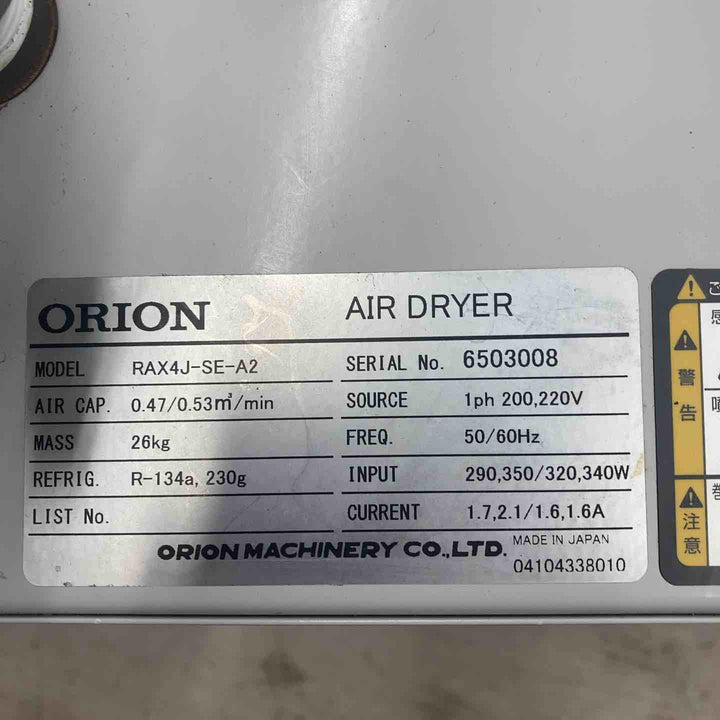 ORION AIR DRYER
MODEL RAX4J-SE-A2
SERIAL No. 6503008
AIR CAP. 0.47/0.53㎥/min
SOURCE 1ph 200,220V
MASS 26kg
FREQ. 50/60Hz
REFRIG. R-134a, 230g
INPUT 290,350/320,340W
LIST No.
CURRENT 1.7,2.1/1.6,1.6A
ORION MACHINERY CO.,LTD.
MADE IN JAPAN
04104338010
警告
注意